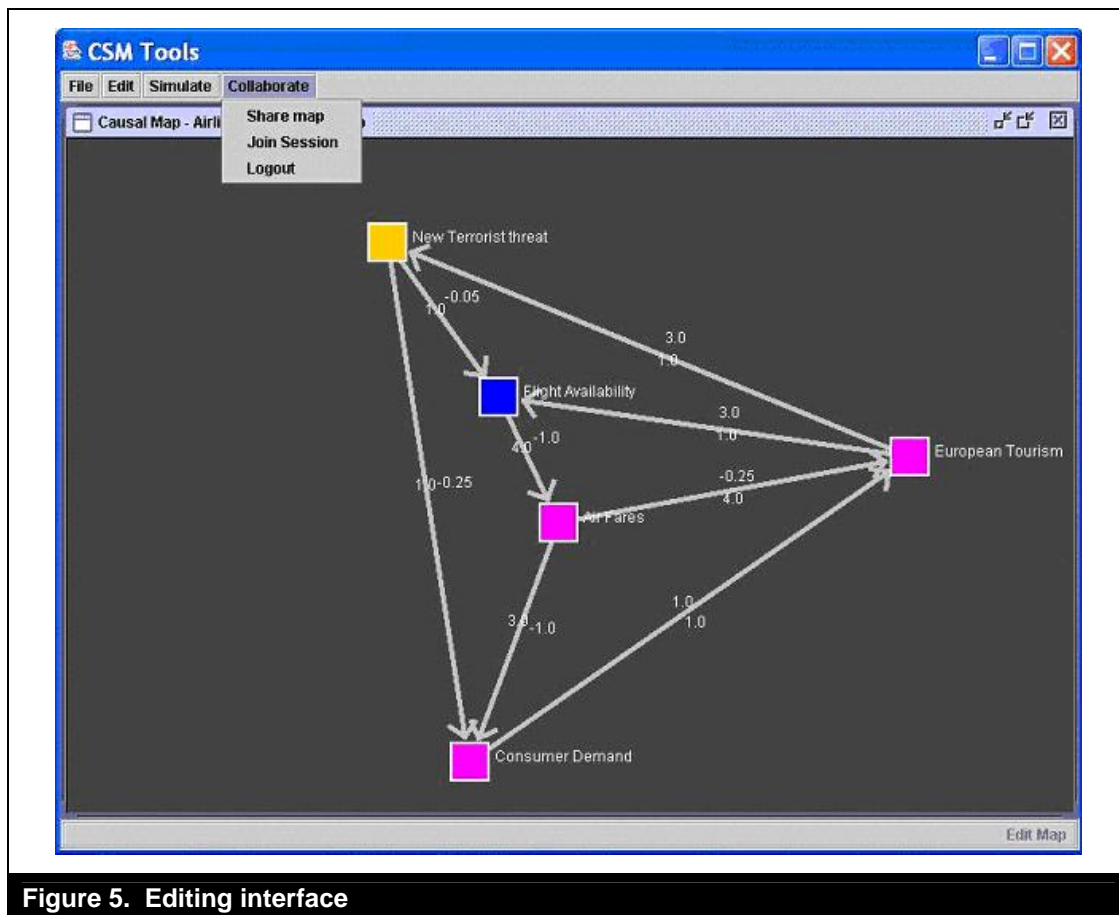 CSM Tools
File Edit Simulate Collaborate
Share map
Join Session
Logout
Causal Map - Airli
New Terrorist threat
-0.05
1.0
3.0
1.0
Flight Availability
3.0
1.0
-1.0
4.0
European Tourism
-0.25
4.0
1.0 -0.25
Air Fares
1.0
1.0
3.0
-1.0
Consumer Demand
Edit Map
Figure 5. Editing interface